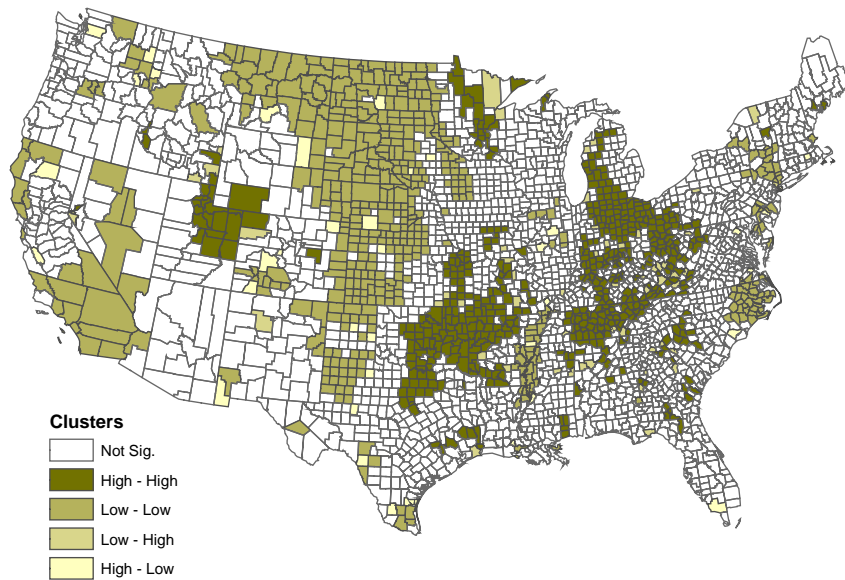 Clusters
Not Sig.
High - High
Low - Low
Low - High
High - Low